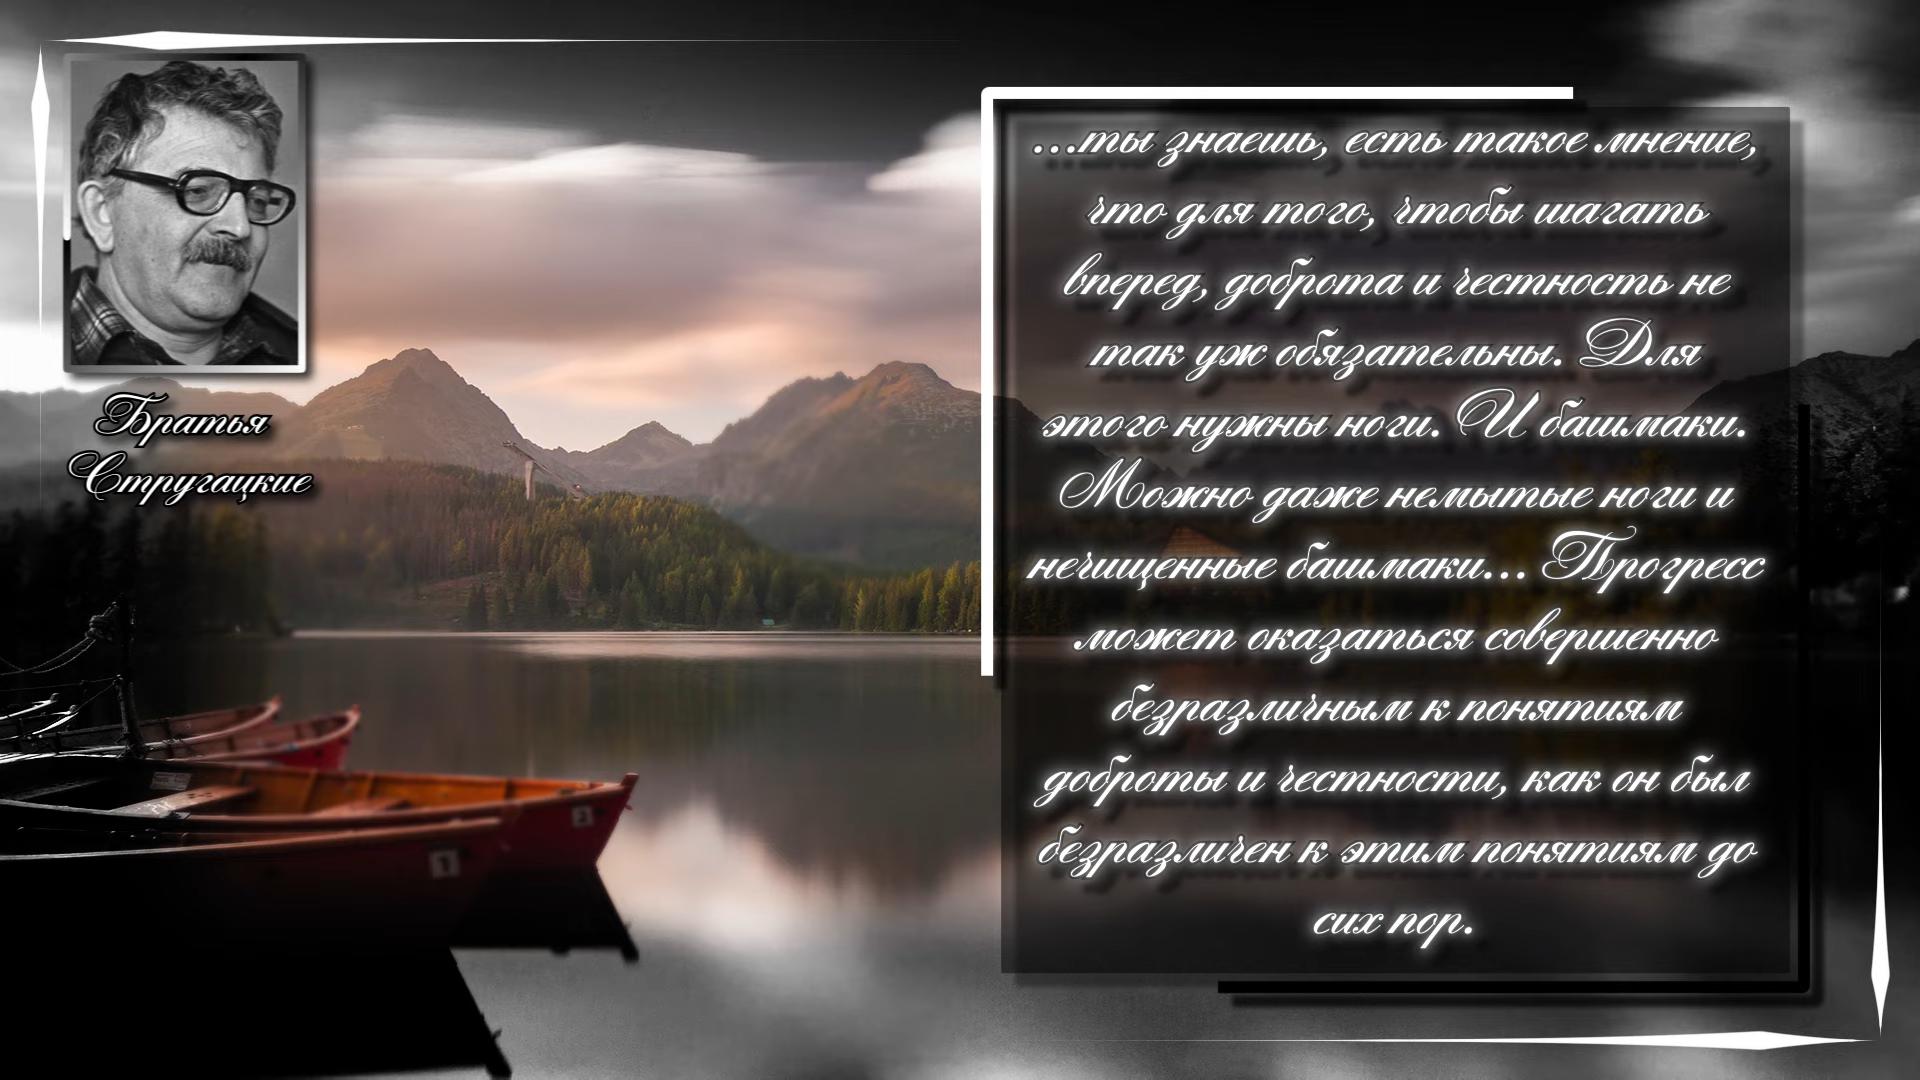 Братья
Стругацкие
...ты знаешь, есть такое мнение,
что для того, чтобы шагать
вперед, доброта и честность не
так уж обязательны. Для
этого нужны ноги. И башмаки.
Можно даже немытые ноги и
нечищенные башмаки... Прогресс
может оказаться совершенно
безразличным к понятиям
доброты и честности, как он был
безразличен к этим понятиям до
сих пор.
1